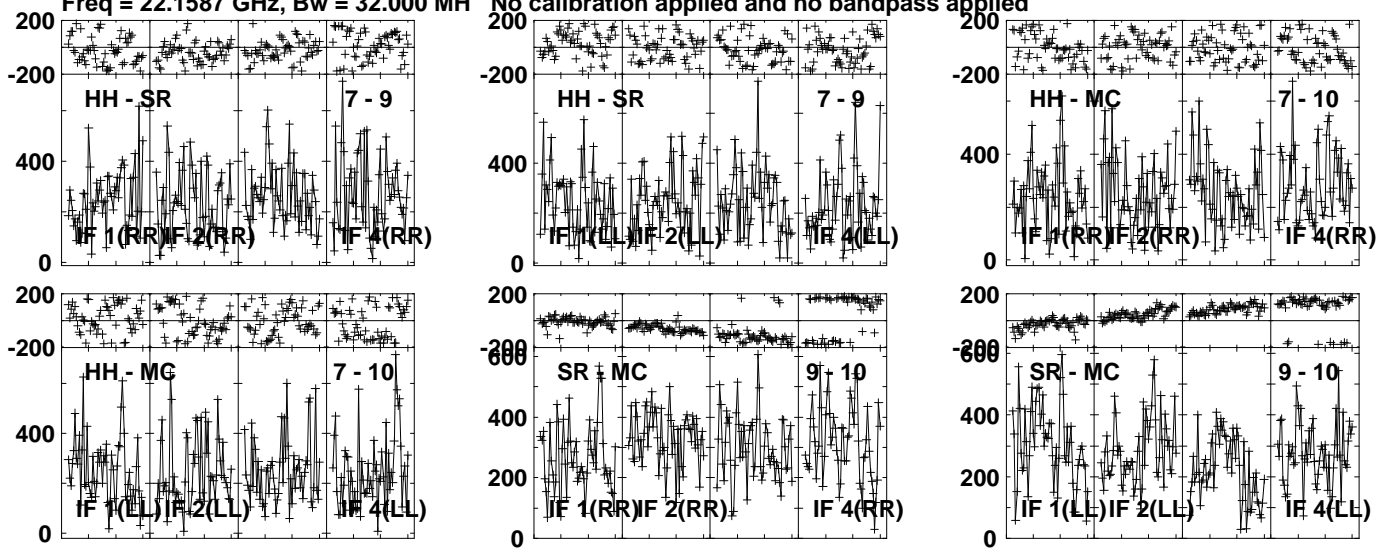 Freq = 22.1587 GHz, Bw = 32.000 MH No calibration applied and no bandpass applied
200 200 200
-200 -200 -200
HH - SR 7 - 9 HH - SR 7 - 9 HH - MC 7 - 10
400 400 400
IF 1(RR) IF 2(RR) IF 4(RR) IF 1(LL) IF 2(LL) IF 4(LL) IF 1(RR) IF 2(RR) IF 4(RR)
0 0 0
200 200 200
-200 -200 -200
600 600
HH - MC 7 - 10 SR - MC 9 - 10 SR - MC 9 - 10
400 400 400
200 200
IF 1(LL) IF 2(LL) IF 4(LL) IF 1(RR) IF 2(RR) IF 4(RR) IF 1(LL) IF 2(LL) IF 4(LL)
0 0 0